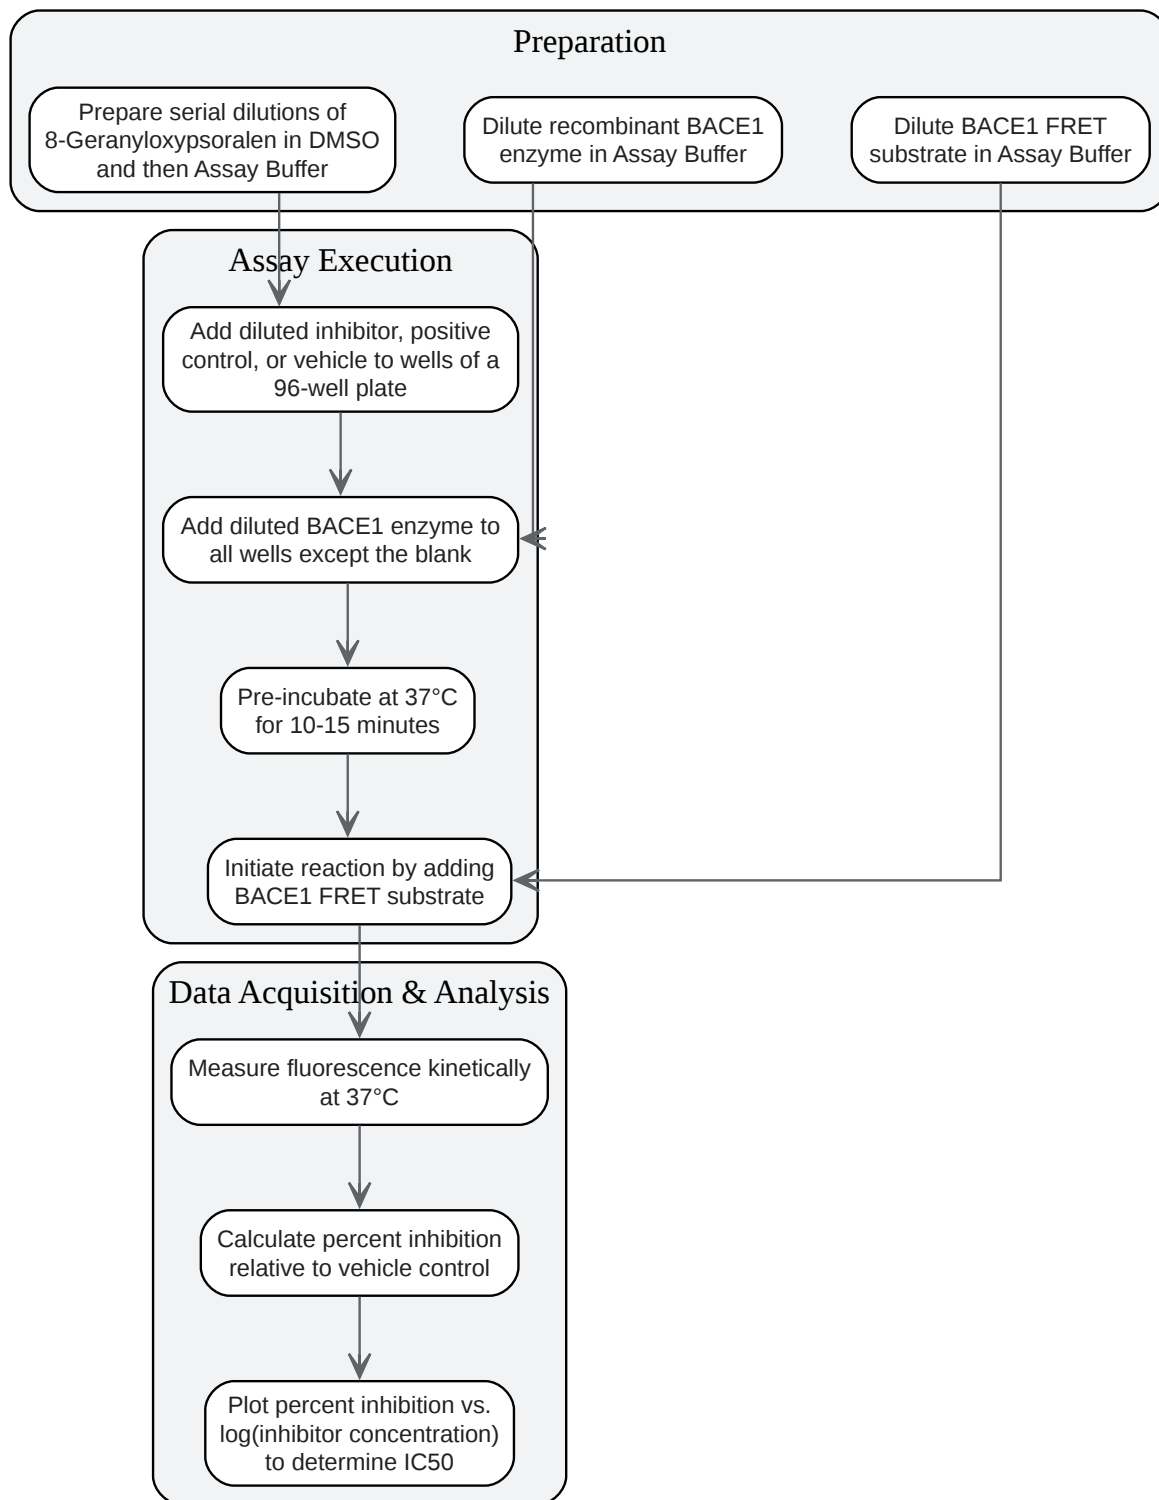 Preparation
Prepare serial dilutions of
8-Geranyloxypsoralen in DMSO
and then Assay Buffer
Dilute recombinant BACE1
enzyme in Assay Buffer
Dilute BACE1 FRET
substrate in Assay Buffer
Assay Execution
Add diluted inhibitor, positive
control, or vehicle to wells of a
96-well plate
Add diluted BACE1 enzyme to
all wells except the blank
Pre-incubate at 37°C
for 10-15 minutes
Initiate reaction by adding
BACE1 FRET substrate
Data Acquisition & Analysis
Measure fluorescence kinetically
at 37°C
Calculate percent inhibition
relative to vehicle control
Plot percent inhibition vs.
log(inhibitor concentration)
to determine IC50